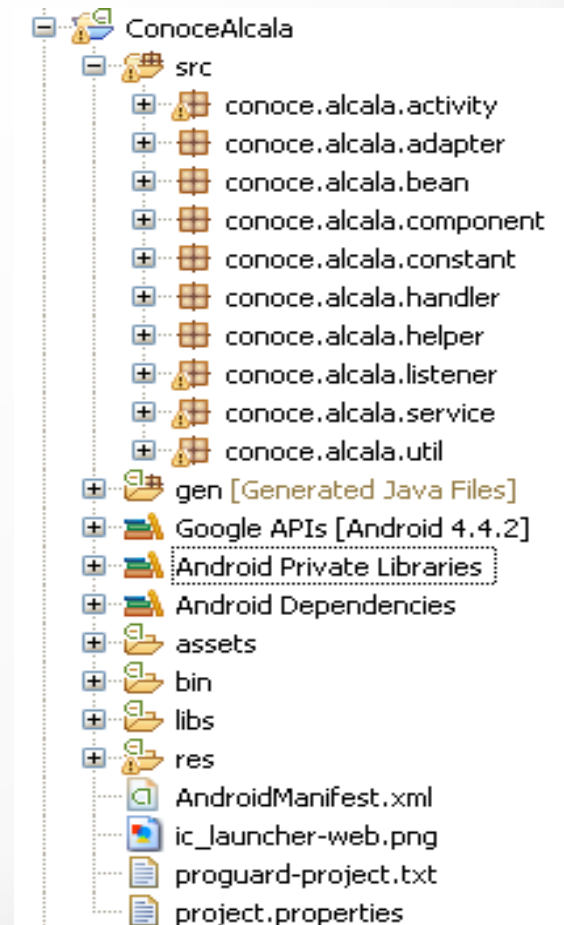 ConoceAlcala
src
conoce.alcala.activity
conoce.alcala.adapter
conoce.alcala.bean
conoce.alcala.component
conoce.alcala.constant
conoce.alcala.handler
conoce.alcala.helper
conoce.alcala.listener
conoce.alcala.service
conoce.alcala.util
gen [Generated Java Files]
Google APIs [Android 4.4.2]
Android Private Libraries
Android Dependencies
assets
bin
libs
res
AndroidManifest.xml
ic_launcher-web.png
proguard-project.txt
project.properties